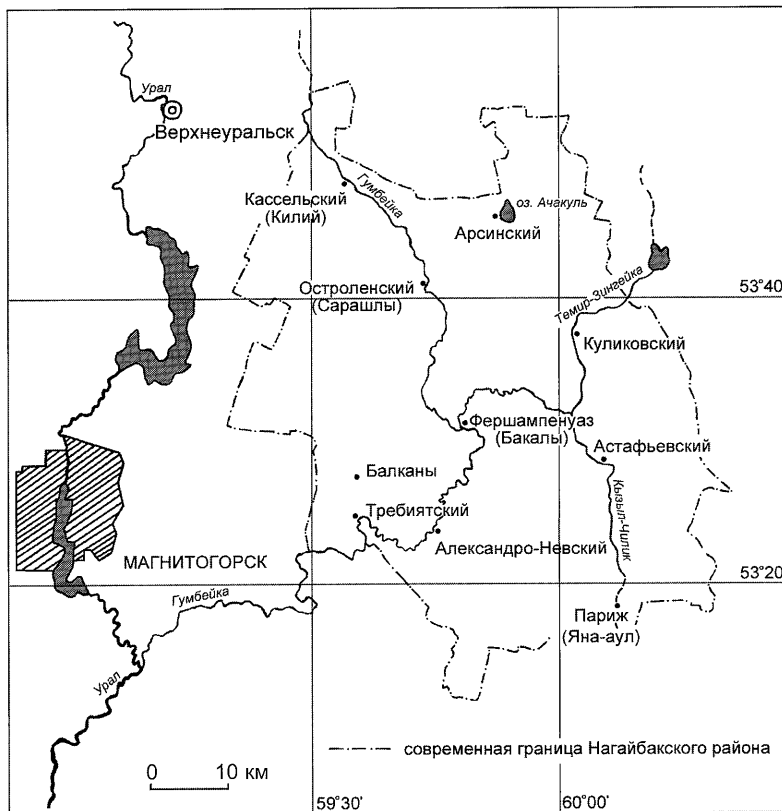 Урал
Верхнеуральск
Гумбейка
Кассельский
(Килий)
оз. Ачакуль
Арсинский
Остроленский
(Сарашлы)
53°40
Темир-Зингейка
Куликовский
Фершампенуаз
(Бакалы)
Астафьевский
Балканы
Кызыл-Чилик
Требиятский
Александро-Невский
МАГНИТОГОРСК
53°20
Гумбейка
Париж
(Яна-аул)
Урал
современная граница Нагайбакского района
0 10 км
59°30
60°00